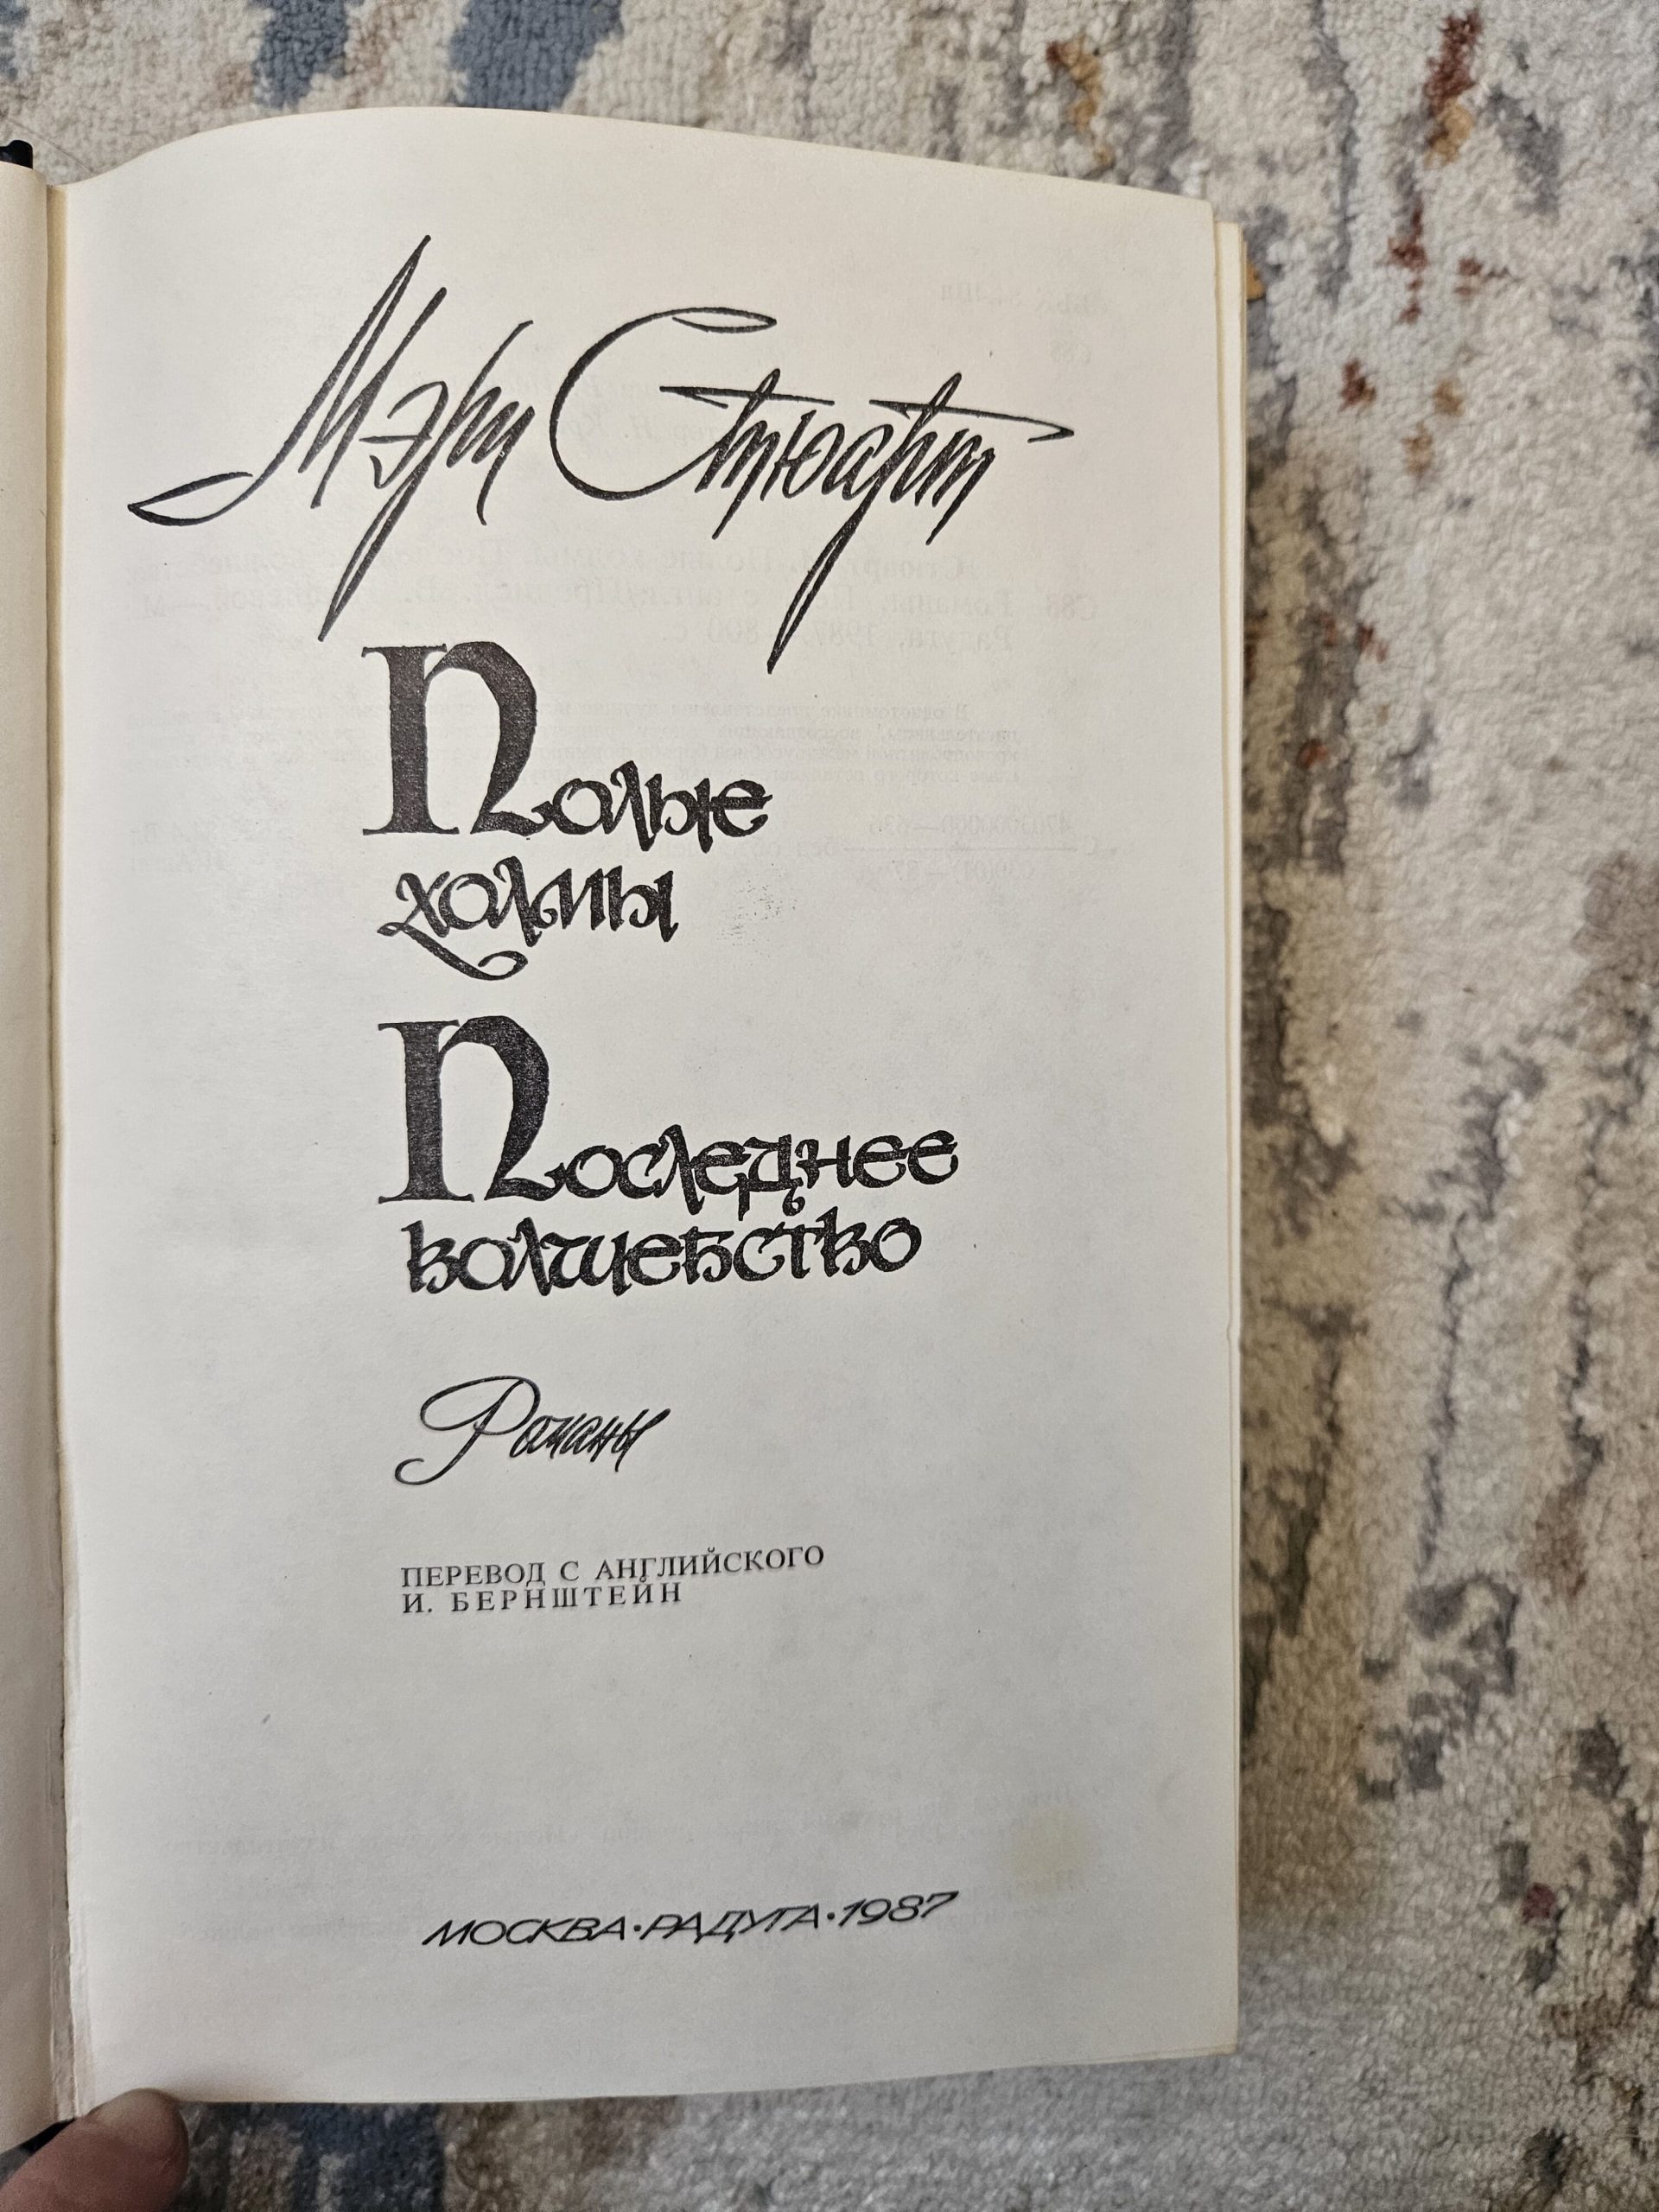 Мэри Стюарт
Полые
холмы
Последнее
волшебство
Романы
ПЕРЕВОД С АНГЛИЙСКОГО
И. БЕРНШТЕЙН
МОСКВА·РАДУГА·1987